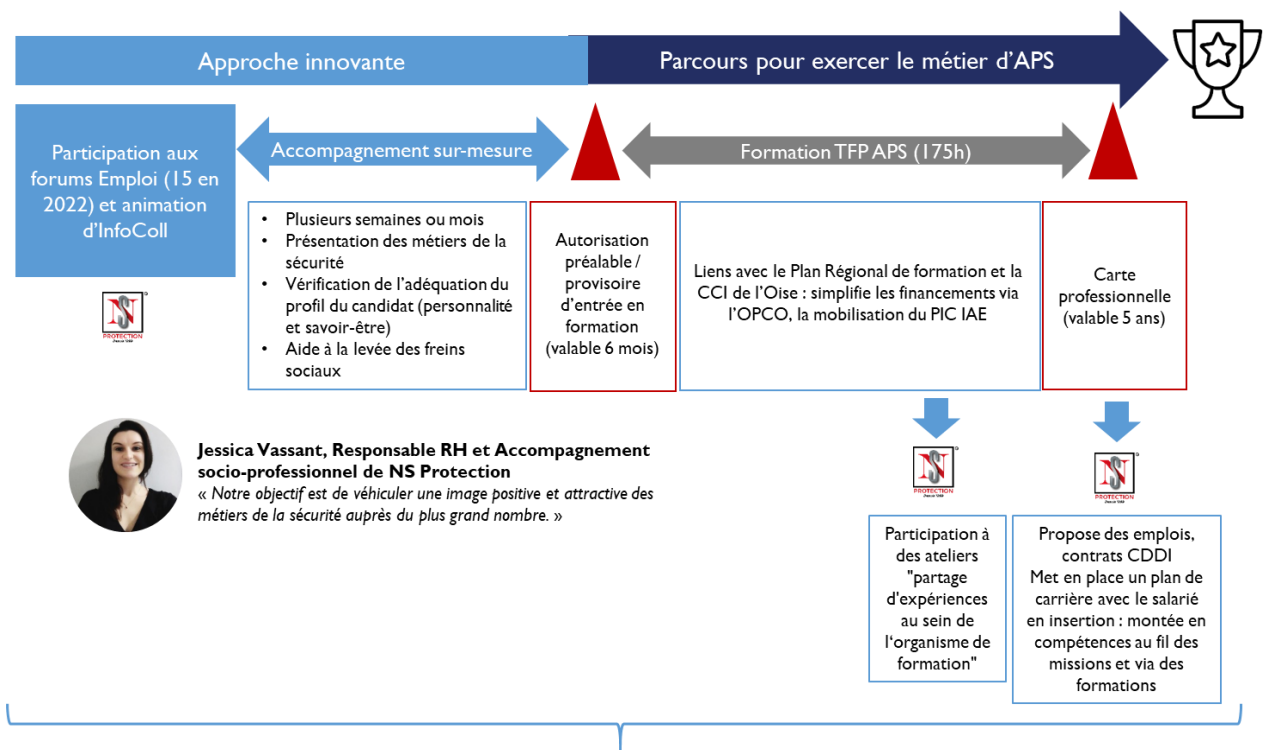 Approche innovante
Parcours pour exercer le métier d'APS
Participation aux
forums Emploi (15 en
2022) et animation
d'InfoColl
Accompagnement sur-mesure
Formation TFP APS (175h)
• Plusieurs semaines ou mois
• Présentation des métiers de la
sécurité
• Vérification de l'adéquation du
profil du candidat (personnalité
et savoir-être)
• Aide à la levée des freins
sociaux
Autorisation
préalable /
provisoire
d'entrée en
formation
(valable 6 mois)
Liens avec le Plan Régional de formation et la
CCI de l'Oise : simplifie les financements via
l'OPCO, la mobilisation du PIC IAE
Carte
professionnelle
(valable 5 ans)
NS
PROTECTION
Jessica Vassant, Responsable RH et Accompagnement
socio-professionnel de NS Protection
« Notre objectif est de véhiculer une image positive et attractive des
métiers de la sécurité auprès du plus grand nombre. »
NS
PROTECTION
NS
PROTECTION
Participation à
des ateliers
"partage
d'expériences
au sein de
l'organisme de
formation"
Propose des emplois,
contrats CDDI
Met en place un plan de
carrière avec le salarié
en insertion : montée en
compétences au fil des
missions et via des
formations